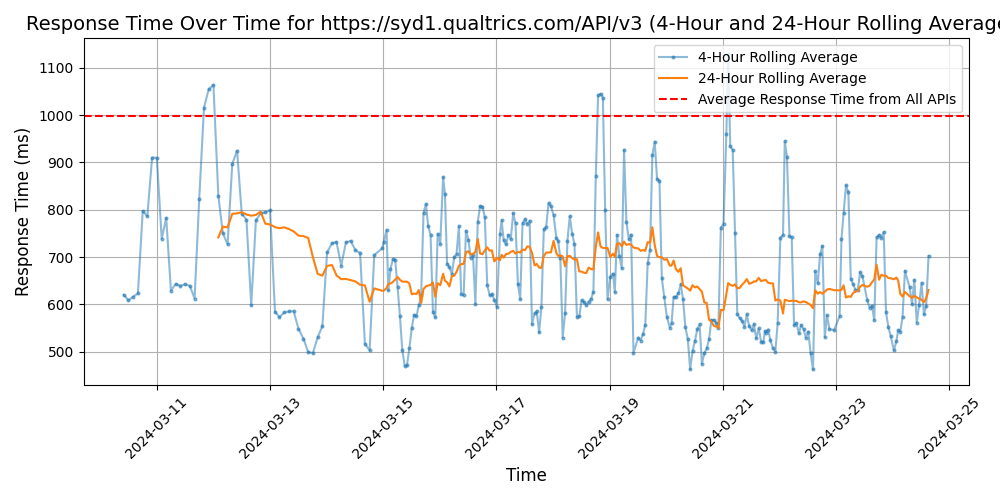 Response Time Over Time for https://syd1.qualtrics.com/API/v3 (4-Hour and 24-Hour Rolling Average
4-Hour Rolling Average
24-Hour Rolling Average
Average Response Time from All APIs
Response Time (ms)
1100
1000
900
800
700
600
500
2024-03-11
2024-03-13
2024-03-15
2024-03-17
2024-03-19
2024-03-21
2024-03-23
2024-03-25
Time